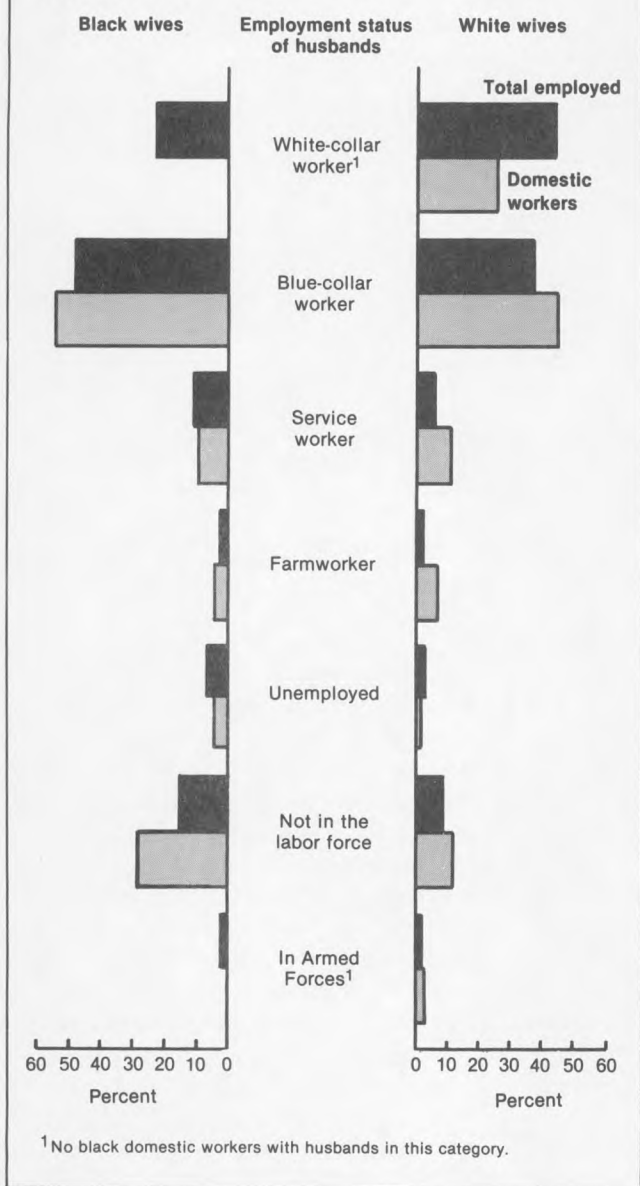 Black wives
Employment status
of husbands
White wives
Total employed
White-collar
worker1
Domestic
workers
Blue-collar
worker
Service
worker
Farmworker
Unemployed
Not in the
labor force
In Armed
Forces1
60 50 40 30 20 10 0
0 10 20 30 40 50 60
Percent
Percent
1 No black domestic workers with husbands in this category.